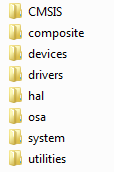 CMSIS
composite
devices
drivers
hal
osa
system
utilities